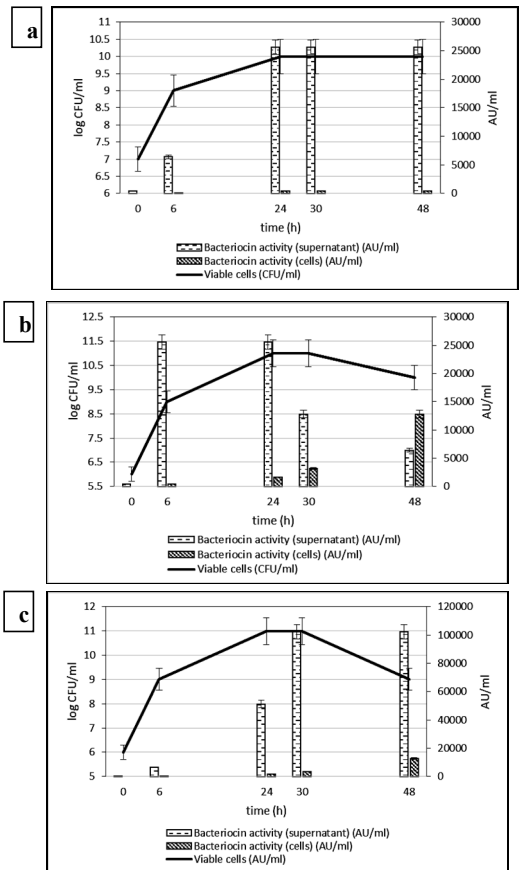 a
log CFU/ml
11
10.5
10
9.5
9
8.5
8
7.5
7
6.5
6
30000
25000
20000
15000
10000
5000
0
AU/ml
0 6 24 30 48
time (h)
Bacteriocin activity (supernatant) (AU/ml)
Bacteriocin activity (cells) (AU/ml)
Viable cells (CFU/ml)
b
log CFU/ml
12.5
11.5
10.5
9.5
8.5
7.5
6.5
5.5
30000
25000
20000
15000
10000
5000
0
AU/ml
0 6 24 30 48
time (h)
Bacteriocin activity (supernatant) (AU/ml)
Bacteriocin activity (cells) (AU/ml)
Viable cells (CFU/ml)
c
log CFU/ml
12
11
10
9
8
7
6
5
120000
100000
80000
60000
40000
20000
0
AU/ml
0 6 24 30 48
time (h)
Bacteriocin activity (supernatant) (AU/ml)
Bacteriocin activity (cells) (AU/ml)
Viable cells (AU/ml)